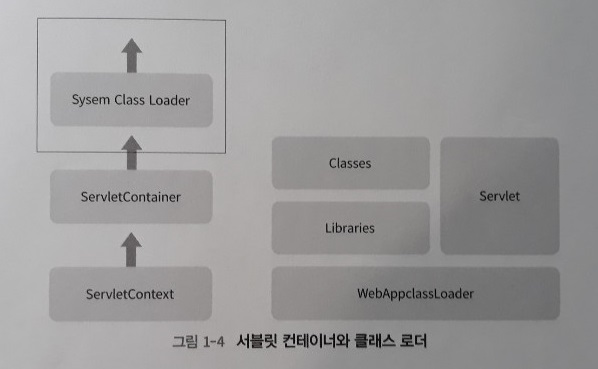 Sysem Class Loader
ServletContainer
ServletContext
Classes
Libraries
Servlet
WebAppclassLoader
그림 1-4 서블릿 컨테이너와 클래스 로더